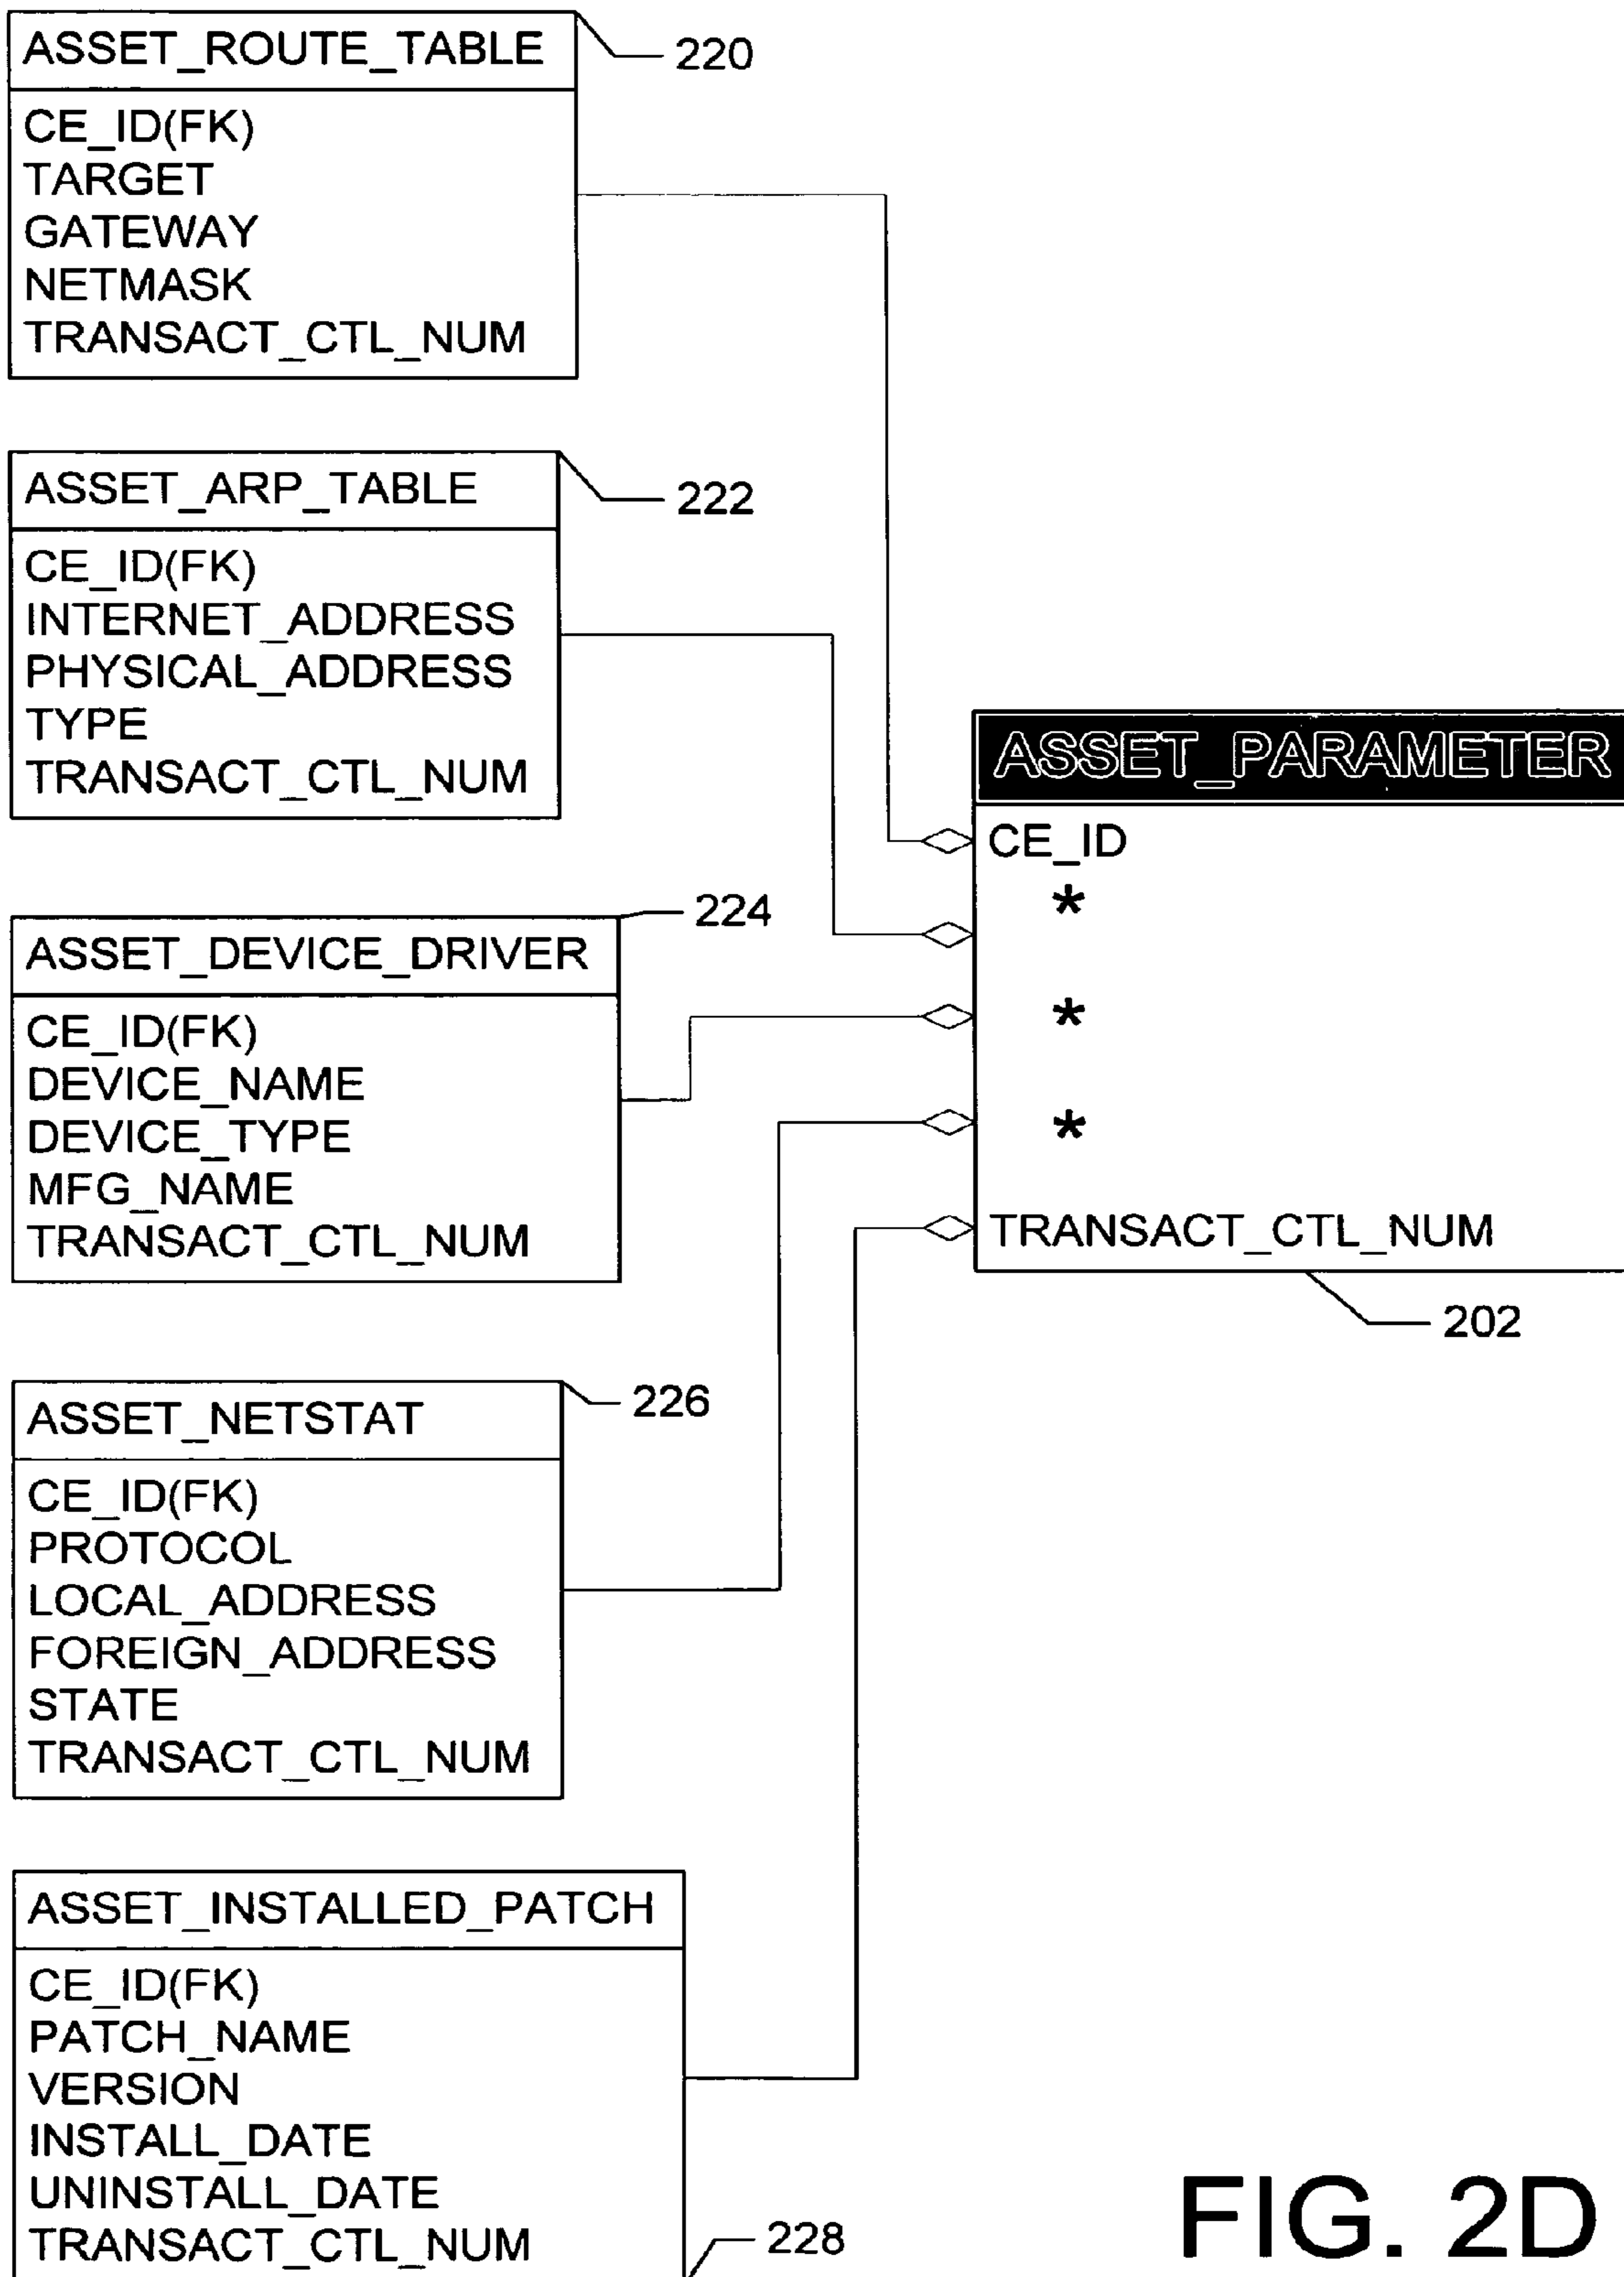 ASSET_ROUTE_TABLE
220
CE_ID(FK)
TARGET
GATEWAY
NETMASK
TRANSACT_CTL_NUM
ASSET_ARP_TABLE
222
CE_ID(FK)
INTERNET_ADDRESS
PHYSICAL_ADDRESS
TYPE
TRANSACT_CTL_NUM
ASSET_DEVICE_DRIVER
224
CE_ID(FK)
DEVICE_NAME
DEVICE_TYPE
MFG_NAME
TRANSACT_CTL_NUM
ASSET_NETSTAT
226
CE_ID(FK)
PROTOCOL
LOCAL_ADDRESS
FOREIGN_ADDRESS
STATE
TRANSACT_CTL_NUM
ASSET_INSTALLED_PATCH
CE_ID(FK)
PATCH_NAME
VERSION
INSTALL_DATE
UNINSTALL_DATE
TRANSACT_CTL_NUM
228
ASSET_PARAMETER
CE_ID
*
*
*
TRANSACT_CTL_NUM
202
FIG. 2D